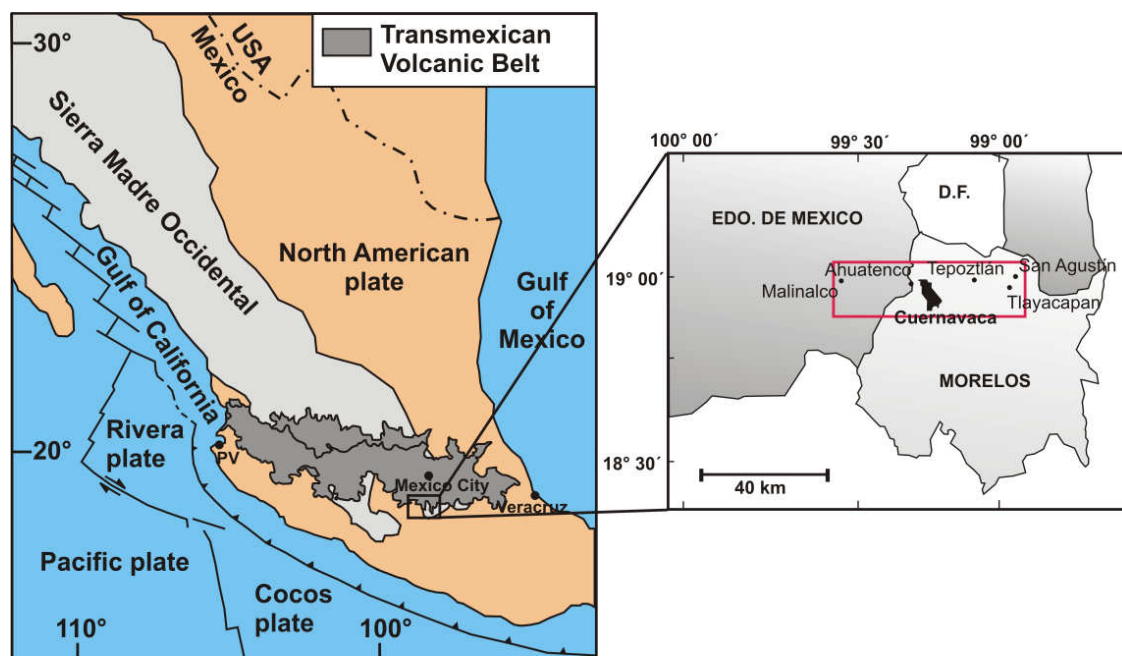 Transmexican
Volcanic Belt
30°
USA
Mexico
Sierra Madre Occidental
North American
plate
Gulf of California
Gulf
of
Mexico
Rivera
plate
20°
PV
Mexico City
Veracruz
Pacific plate
Cocos
plate
110°
100°
100° 00´
99° 30´
99° 00´
D.F.
EDO. DE MEXICO
19° 00´
Ahuatenco
Tepoztlán
San Agustín
Malinalco
Tlayacapan
Cuernavaca
MORELOS
18° 30´
40 km